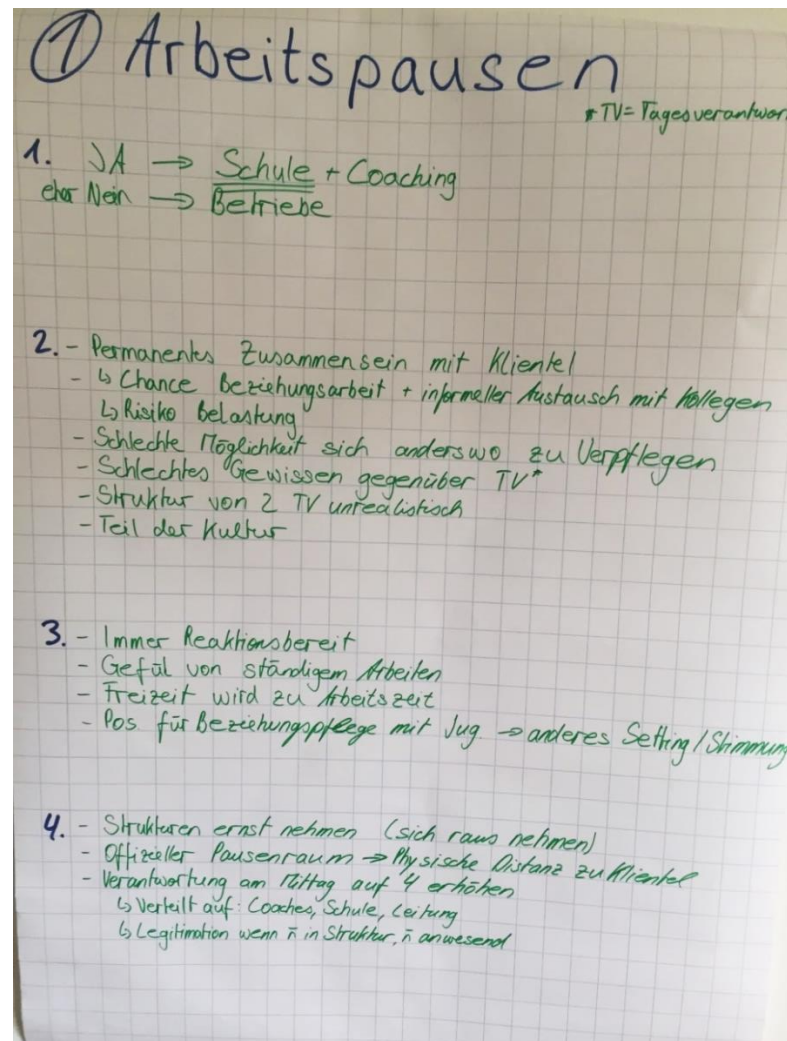 ① Arbeitspausen
* TV = Tagesverantwor
1. JA → Schule + Coaching
eher Nein → Betriebe
2. - Permanentes Zusammensein mit Klientel
- ↳ Chance Beziehungsarbeit + informeller Austausch mit Kollegen
↳ Risiko Belastung
- Schlechte Möglichkeit sich anderswo zu Verpflegen
- Schlechtes Gewissen gegenüber TV*
- Struktur von 2 TV unrealistisch
- Teil der Kultur
3. - Immer Reaktionsbereit
- Gefül von ständigem Arbeiten
- Freizeit wird zu Arbeitszeit
- Pos. für Beziehungspflege mit Jug. → anderes Setting / Stimmung
4. - Strukturen ernst nehmen (sich raus nehmen)
- Offizieller Pausenraum → Physische Distanz zu Klientel
- Verantwortung am Mittag auf 4 erhöhen
↳ Verteilt auf: Coaches, Schule, Leitung
↳ Legitimation wenn n̄ in Struktur, n̄ anwesend